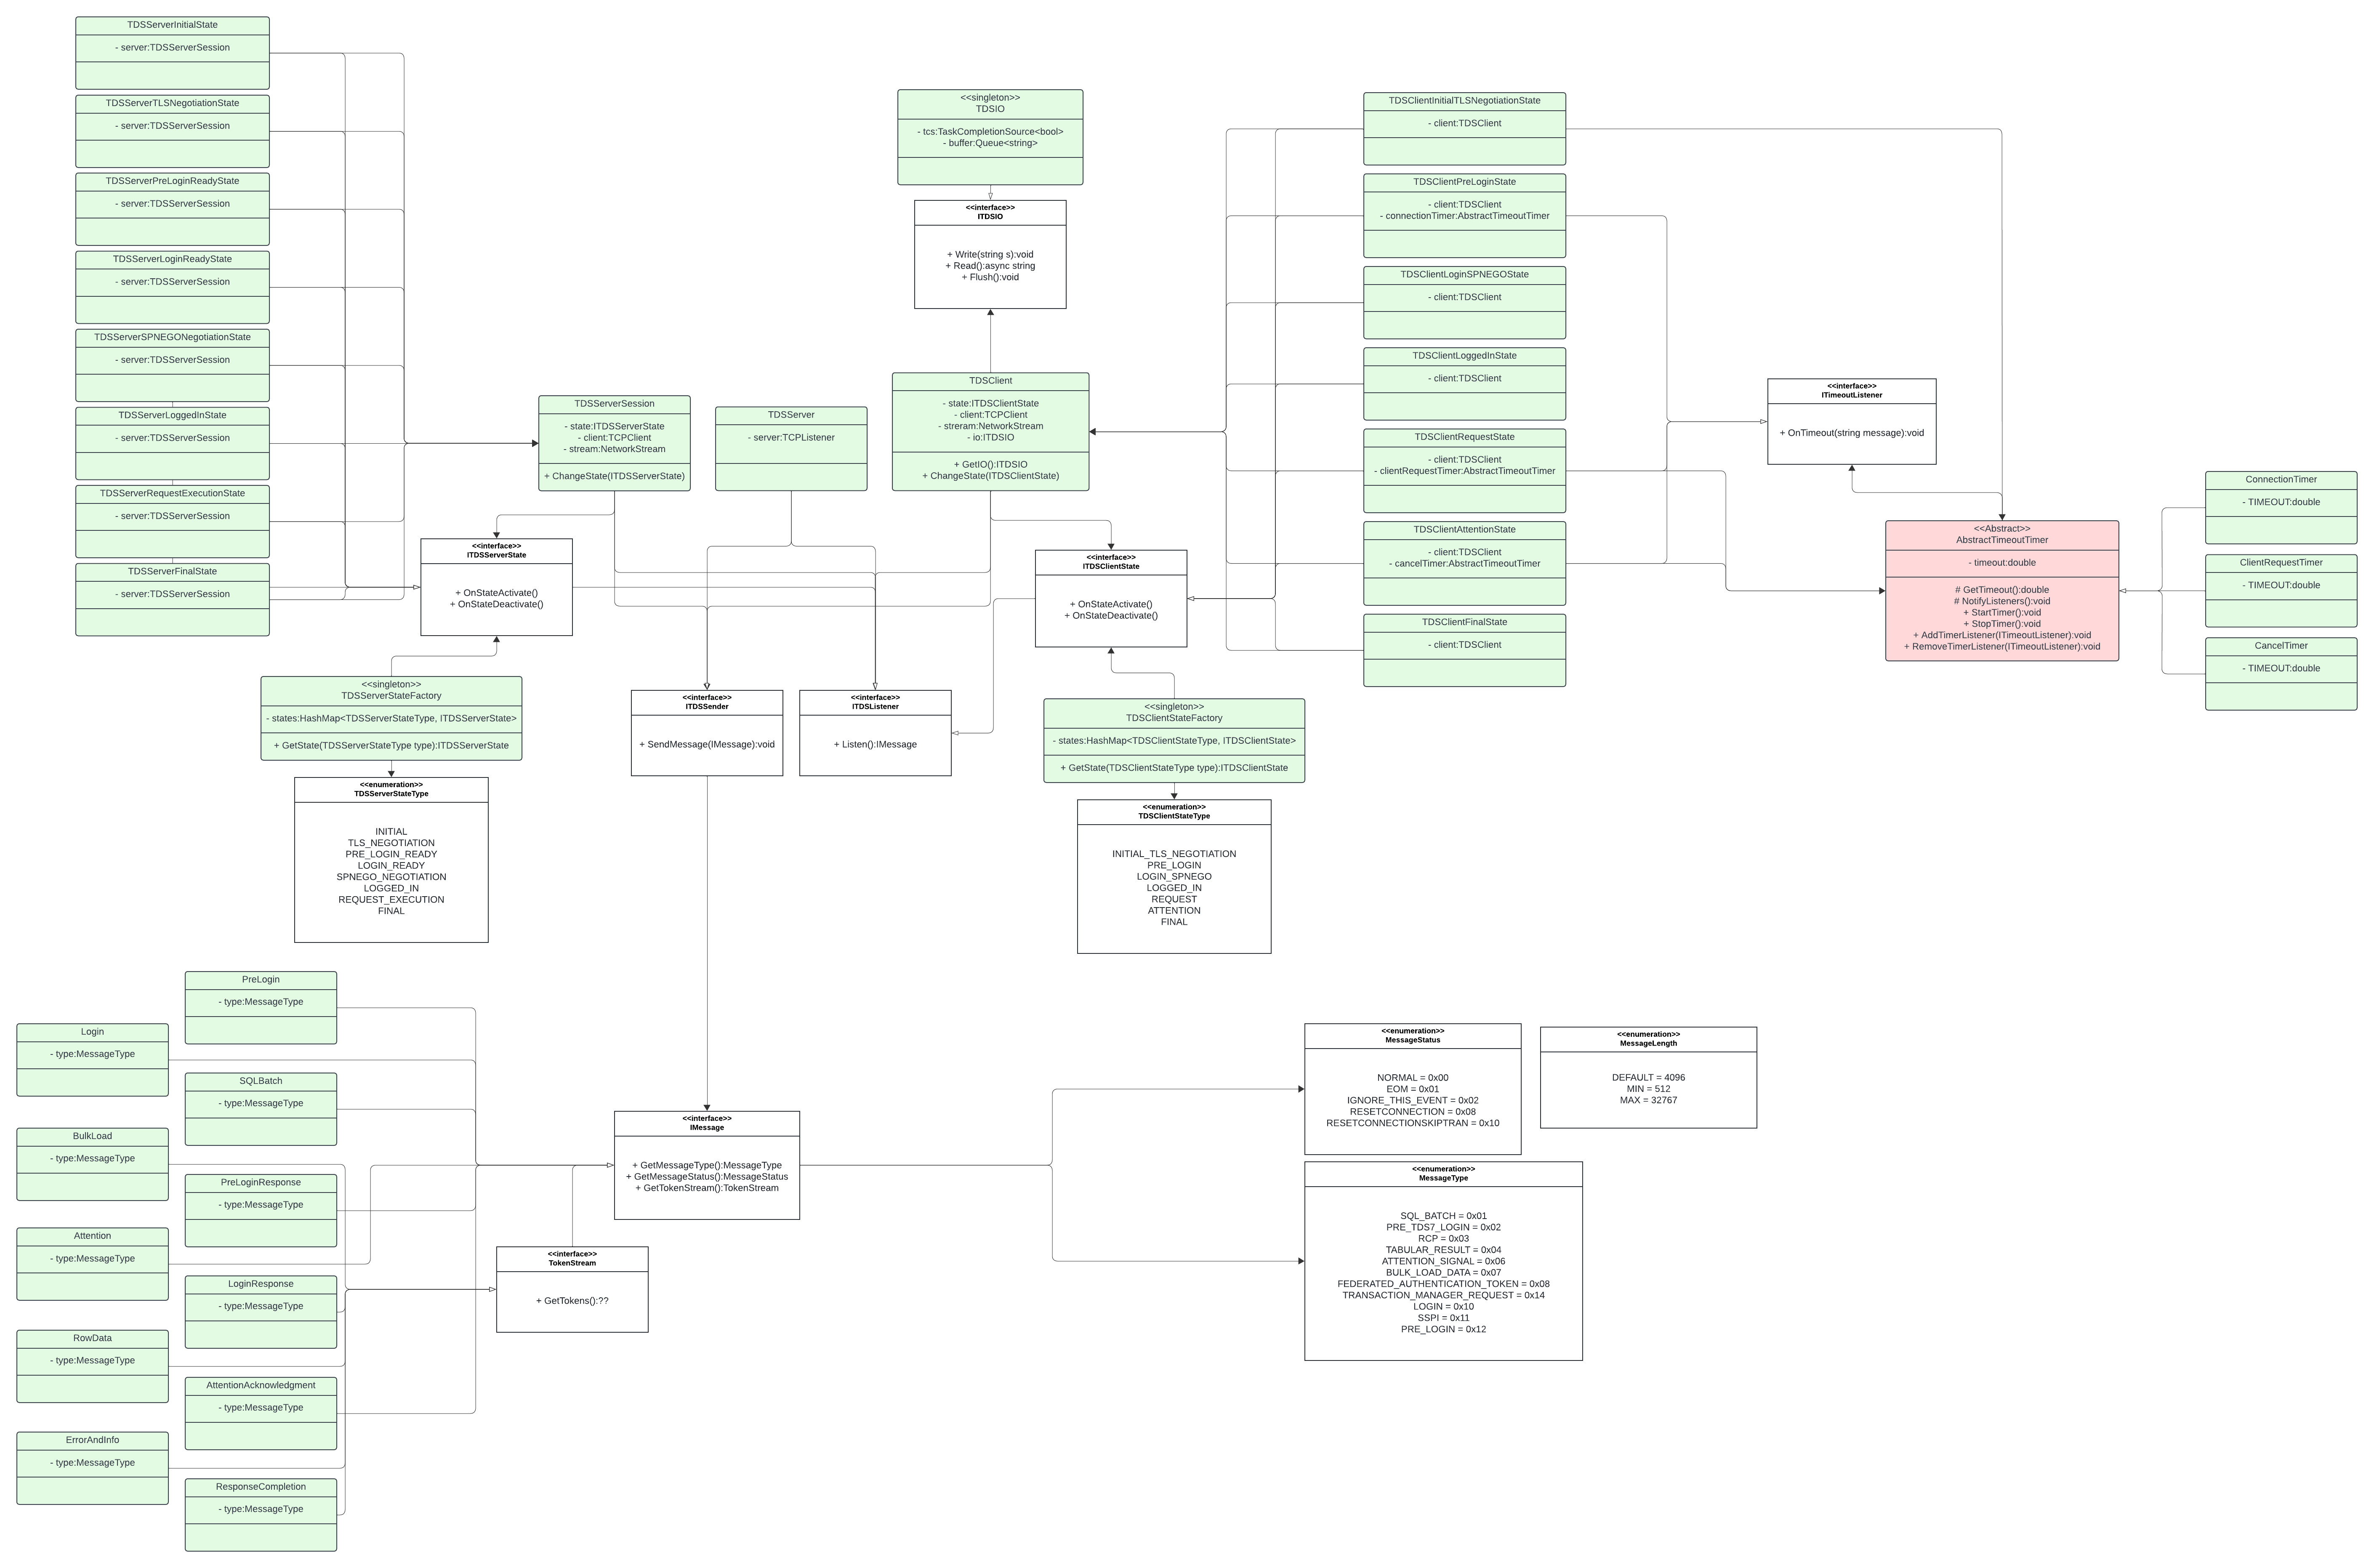 TDSServerInitialState
- server:TDSServerSession
TDSServerTLSNegotiationState
- server:TDSServerSession
TDSServerPreLoginReadyState
- server:TDSServerSession
TDSServerLoginReadyState
- server:TDSServerSession
TDSServerSPNEGONegotiationState
- server:TDSServerSession
TDSServerLoggedInState
- server:TDSServerSession
TDSServerRequestExecutionState
- server:TDSServerSession
TDSServerFinalState
- server:TDSServerSession
<<singleton>>
TDSIO
- tcs:TaskCompletionSource<bool>
- buffer:Queue<string>
<<interface>>
ITDSIO
+ Write(string s):void
+ Read():async string
+ Flush():void
TDSServerSession
- state:ITDSServerState
- client:TCPClient
- stream:NetworkStream
+ ChangeState(ITDSServerState)
TDSServer
- server:TCPListener
TDSClient
- state:ITDSClientState
- client:TCPClient
- streram:NetworkStream
- io:ITDSIO
+ GetIO():ITDSIO
+ ChangeState(ITDSClientState)
<<interface>>
ITDSServerState
+ OnStateActivate()
+ OnStateDeactivate()
<<interface>>
ITDSClientState
+ OnStateActivate()
+ OnStateDeactivate()
TDSClientInitialTLSNegotiationState
- client:TDSClient
TDSClientPreLoginState
- client:TDSClient
- connectionTimer:AbstractTimeoutTimer
TDSClientLoginSPNEGOState
- client:TDSClient
TDSClientLoggedInState
- client:TDSClient
TDSClientRequestState
- client:TDSClient
- clientRequestTimer:AbstractTimeoutTimer
TDSClientAttentionState
- client:TDSClient
- cancelTimer:AbstractTimeoutTimer
TDSClientFinalState
- client:TDSClient
<<interface>>
ITimeoutListener
+ OnTimeout(string message):void
<<Abstract>>
AbstractTimeoutTimer
- timeout:double
# GetTimeout():double
# NotifyListeners():void
+ StartTimer():void
+ StopTimer():void
+ AddTimerListener(ITimeoutListener):void
+ RemoveTimerListener(ITimeoutListener):void
ConnectionTimer
- TIMEOUT:double
ClientRequestTimer
- TIMEOUT:double
CancelTimer
- TIMEOUT:double
<<singleton>>
TDSServerStateFactory
- states:HashMap<TDSServerStateType, ITDSServerState>
+ GetState(TDSServerStateType type):ITDSServerState
<<enumeration>>
TDSServerStateType
INITIAL
TLS_NEGOTIATION
PRE_LOGIN_READY
LOGIN_READY
SPNEGO_NEGOTIATION
LOGGED_IN
REQUEST_EXECUTION
FINAL
<<interface>>
ITDSSender
+ SendMessage(IMessage):void
<<interface>>
ITDSListener
+ Listen():IMessage
<<singleton>>
TDSClientStateFactory
- states:HashMap<TDSClientStateType, ITDSClientState>
+ GetState(TDSClientStateType type):ITDSClientState
<<enumeration>>
TDSClientStateType
INITIAL_TLS_NEGOTIATION
PRE_LOGIN
LOGIN_SPNEGO
LOGGED_IN
REQUEST
ATTENTION
FINAL
PreLogin
- type:MessageType
Login
- type:MessageType
SQLBatch
- type:MessageType
BulkLoad
- type:MessageType
PreLoginResponse
- type:MessageType
Attention
- type:MessageType
LoginResponse
- type:MessageType
RowData
- type:MessageType
AttentionAcknowledgment
- type:MessageType
ErrorAndInfo
- type:MessageType
ResponseCompletion
- type:MessageType
<<interface>>
IMessage
+ GetMessageType():MessageType
+ GetMessageStatus():MessageStatus
+ GetTokenStream():TokenStream
<<interface>>
TokenStream
+ GetTokens():??
<<enumeration>>
MessageStatus
NORMAL = 0x00
EOM = 0x01
IGNORE_THIS_EVENT = 0x02
RESETCONNECTION = 0x08
RESETCONNECTIONSKIPTRAN = 0x10
<<enumeration>>
MessageLength
DEFAULT = 4096
MIN = 512
MAX = 32767
<<enumeration>>
MessageType
SQL_BATCH = 0x01
PRE_TDS7_LOGIN = 0x02
RCP = 0x03
TABULAR_RESULT = 0x04
ATTENTION_SIGNAL = 0x06
BULK_LOAD_DATA = 0x07
FEDERATED_AUTHENTICATION_TOKEN = 0x08
TRANSACTION_MANAGER_REQUEST = 0x14
LOGIN = 0x10
SSPI = 0x11
PRE_LOGIN = 0x12